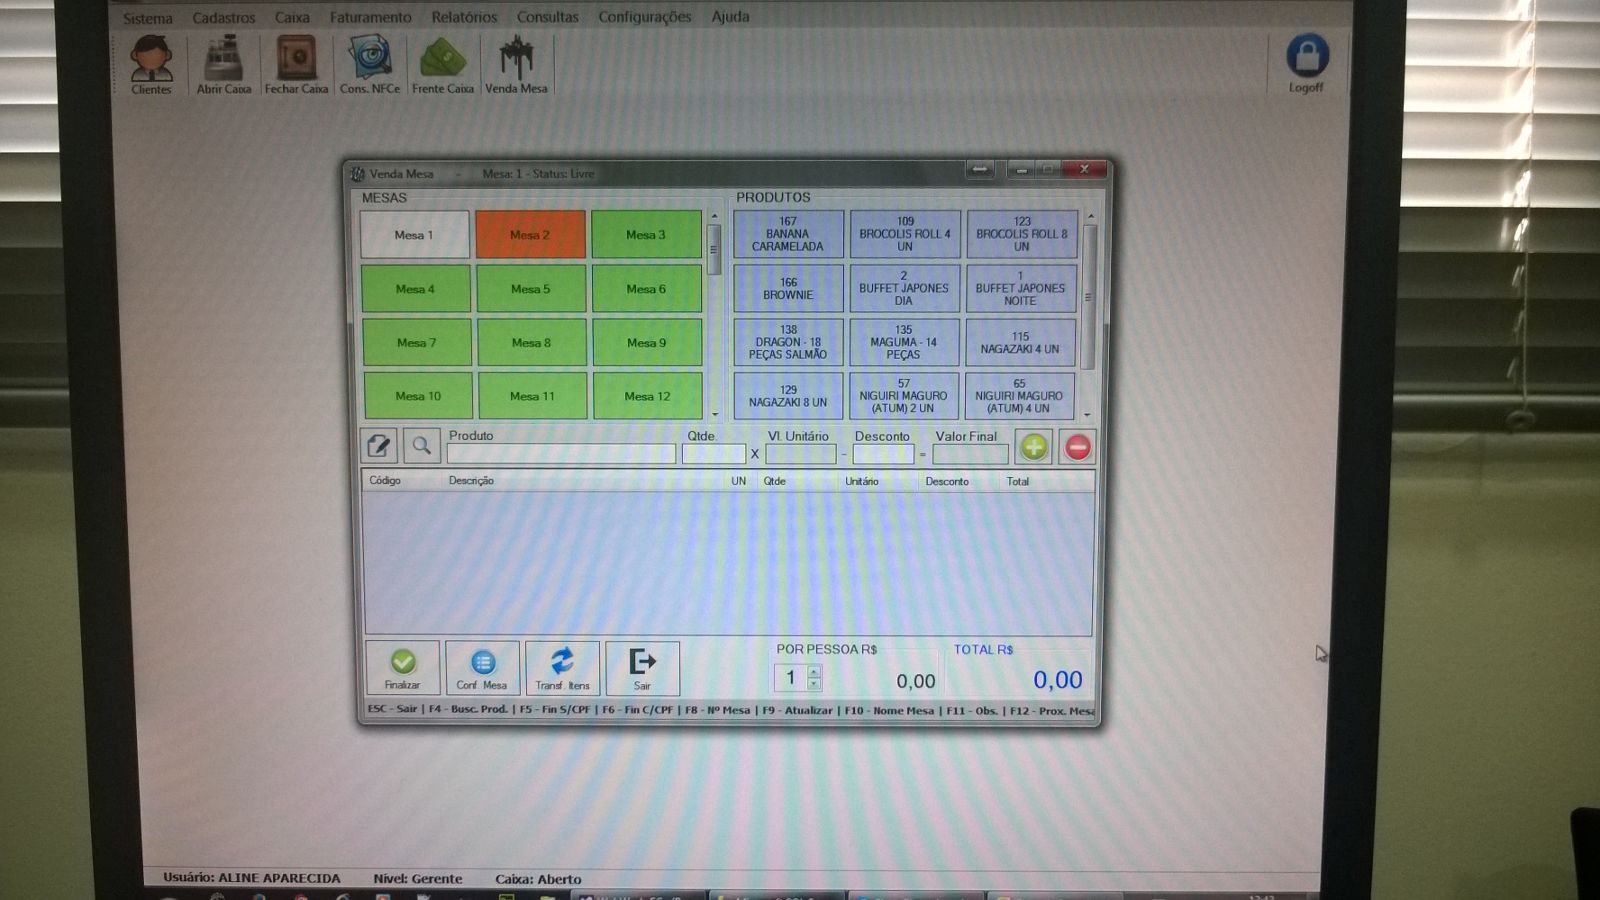 Sistema Cadastros Caixa Faturamento Relatórios Consultas Configurações Ajuda
Clientes Abrir Caixa Fechar Caixa Cons. NFCe Frente Caixa Venda Mesa Logoff
Venda Mesa - Mesa: 1 - Status: Livre
MESAS
Mesa 1 Mesa 2 Mesa 3
Mesa 4 Mesa 5 Mesa 6
Mesa 7 Mesa 8 Mesa 9
Mesa 10 Mesa 11 Mesa 12
PRODUTOS
167
BANANA
CARAMELADA
109
BROCOLIS ROLL 4
UN
123
BROCOLIS ROLL 8
UN
166
BROWNIE
2
BUFFET JAPONES
DIA
1
BUFFET JAPONES
NOITE
138
DRAGON - 18
PEÇAS SALMÃO
135
MAGUMA - 14
PEÇAS
115
NAGAZAKI 4 UN
129
NAGAZAKI 8 UN
57
NIGUIRI MAGURO
(ATUM) 2 UN
65
NIGUIRI MAGURO
(ATUM) 4 UN
Produto Qtde. Vl. Unitário Desconto Valor Final
X - =
Código Descrição UN Qtde Unitário Desconto Total
Finalizar Conf. Mesa Transf. Itens Sair
POR PESSOA R$ TOTAL R$
1 0,00 0,00
ESC - Sair | F4 - Busc. Prod. | F5 - Fin S/CPF | F6 - Fin C/CPF | F8 - Nº Mesa | F9 - Atualizar | F10 - Nome Mesa | F11 - Obs. | F12 - Prox. Mesa
Usuário: ALINE APARECIDA Nível: Gerente Caixa: Aberto